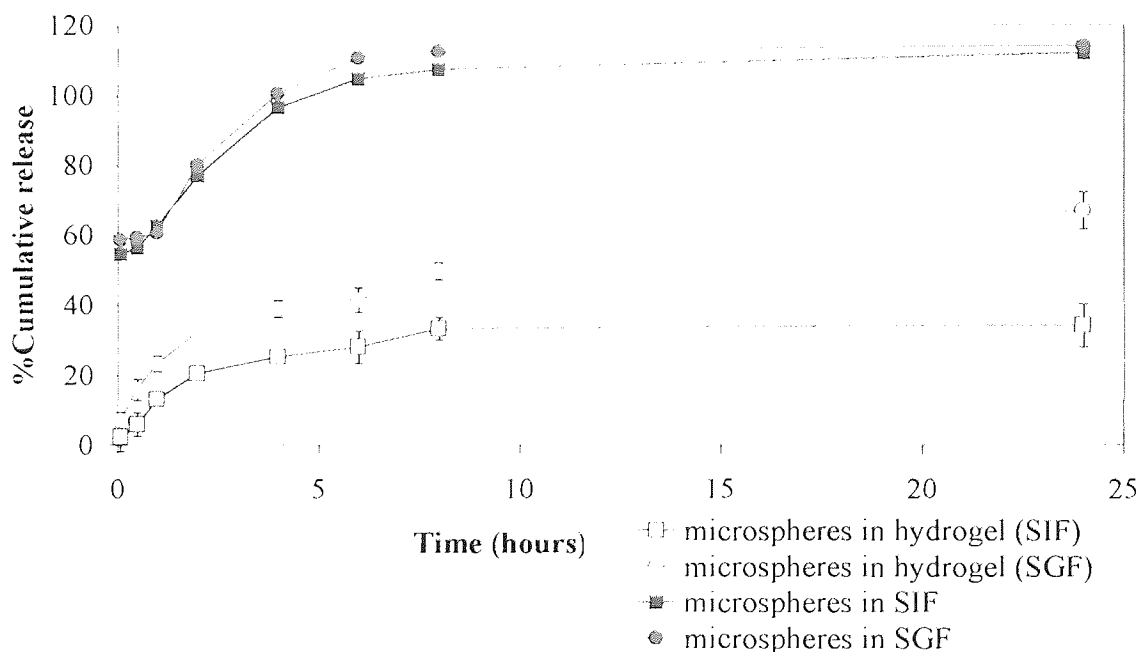 120
100
80
60
40
20
0
%Cumulative release
0 5 10 15 20 25
Time (hours)
microspheres in hydrogel (SIF)
microspheres in hydrogel (SGF)
microspheres in SIF
microspheres in SGF